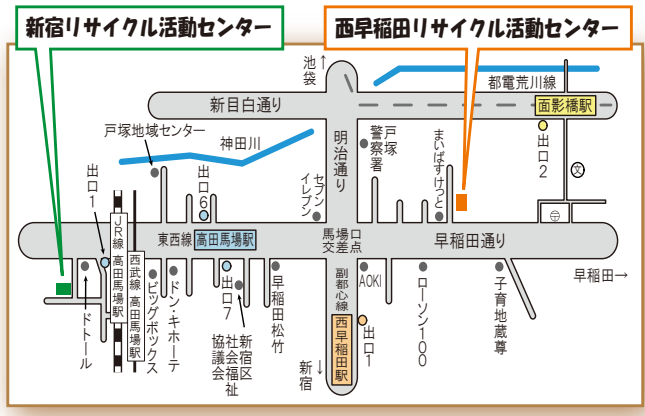 新宿リサイクル活動センター
西早稲田リサイクル活動センター
池袋↑
都電荒川線
新目白通り
面影橋駅
戸塚地域センター
神田川
明治通り
戸塚警察署
まいばすけっと
出口2
文
出口1
出口6
セブンイレブン
JR線 高田馬場駅
西武線 高田馬場駅
東西線
高田馬場駅
馬場口交差点
早稲田通り
早稲田→
ドトール
ビッグボックス
ドン・キホーテ
出口7
新宿区社会福祉協議会
早稲田松竹
副都心線
西早稲田駅
新宿↓
AOKI
出口1
ローソン100
子育地蔵尊